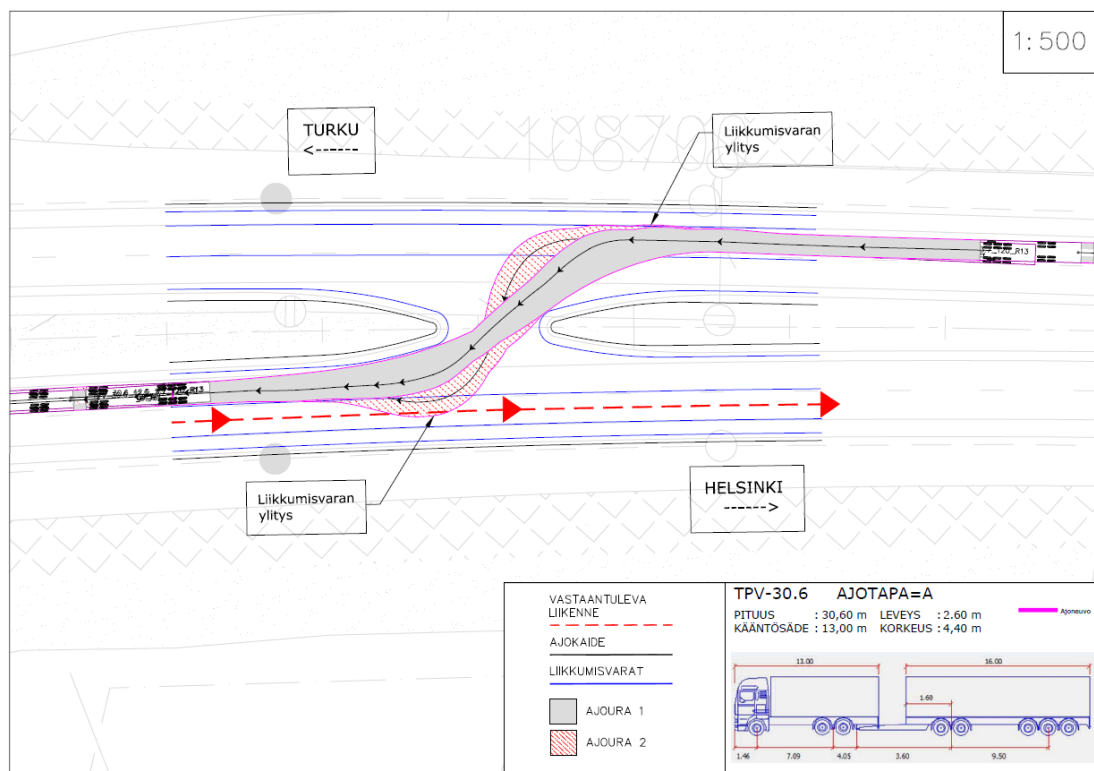 1:500
TURKU
<------
108700
Liikkumisvaran
ylitys
Liikkumisvaran
ylitys
HELSINKI
------>
VASTAANTULEVA
LIIKENNE
AJOKAIDE
LIIKKUMISVARAT
AJOURA 1
AJOURA 2
TPV-30.6 AJOTAPA=A
PITUUS : 30,60 m LEVEYS : 2.60 m
KÄÄNTÖSÄDE : 13,00 m KORKEUS : 4,40 m
Ajoneuvo
13.00 16.00
1.60
1.46 7.09 4.05 3.60 9.50